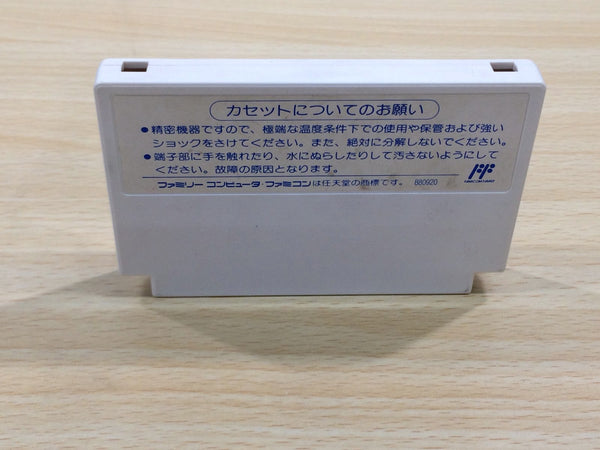 カセットについてのお願い
●精密機器ですので、極端な温度条件下での使用や保管および強い
ショックをさけてください。また、絶対に分解しないでください。
●端子部に手を触れたり、水にぬらしたりして汚さないようにして
ください。故障の原因となります。
ファミリー コンピュータ・ファミコンは任天堂の商標です。 880920